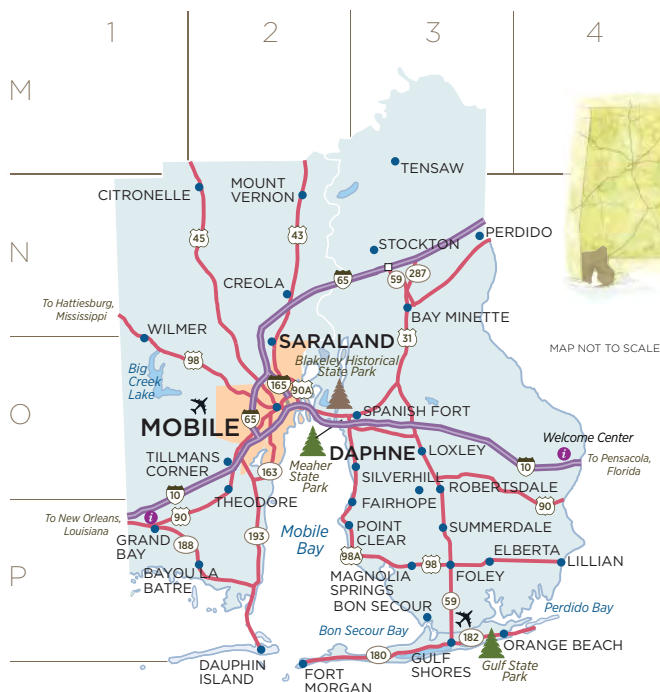 1
2
3
4
M
TENSAW
CITRONELLE
MOUNT
VERNON
N
45
43
STOCKTON
PERDIDO
65
59
287
CREOLA
To Hattiesburg,
Mississippi
BAY MINETTE
WILMER
31
SARALAND
MAP NOT TO SCALE
98
Blakeley Historical
State Park
Big
Creek
Lake
165
90A
O
65
SPANISH FORT
MOBILE
Welcome Center
DAPHNE
LOXLEY
TILLMANS
CORNER
163
Meaher
State
Park
10
To Pensacola,
Florida
SILVERHILL
10
ROBERTSDALE
THEODORE
FAIRHOPE
90
To New Orleans,
Louisiana
90
GRAND
BAY
193
Mobile
Bay
POINT
CLEAR
SUMMERDALE
188
98A
ELBERTA
P
98
LILLIAN
BAYOU LA
BATRE
MAGNOLIA
SPRINGS
FOLEY
BON SECOUR
59
Perdido Bay
Bon Secour Bay
182
ORANGE BEACH
180
GULF
SHORES
Gulf State
Park
DAUPHIN
ISLAND
FORT
MORGAN